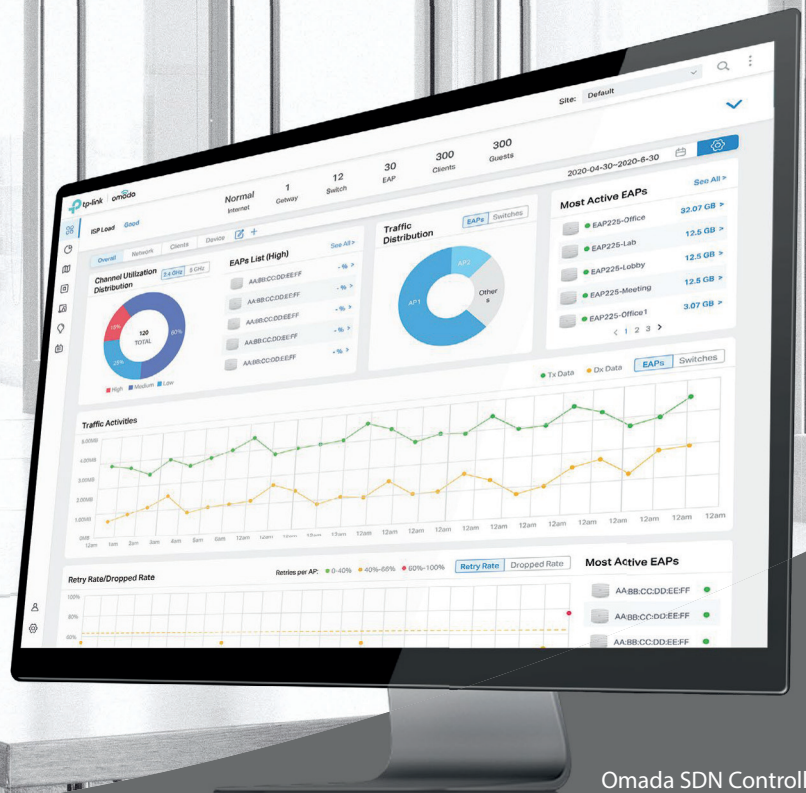 Site: Default
tp-link omada
Normal 1 12 30 300 300
Internet Getway Switch EAP Clients Guests
ISP Load Good
2020-04-30~2020-6-30
Overall Network Clients Device
Channel Utilization Distribution
2.4 GHz 5 GHz
120
TOTAL
60%
25%
High Medium Low
EAPs List (High) See All >
AA:BB:CC:DD:EE:FF - % >
AA:BB:CC:DD:EE:FF - % >
AA:BB:CC:DD:EE:FF - % >
AA:BB:CC:DD:EE:FF - % >
AA:BB:CC:DD:EE:FF - % >
Traffic Distribution
EAPs Switches
AP1
AP2
Other
s
Most Active EAPs See All >
EAP225-Office 32.07 GB >
EAP225-Lab 12.5 GB >
EAP225-Lobby 12.5 GB >
EAP225-Meeting 12.5 GB >
EAP225-Office1 3.07 GB >
< 1 2 3 >
Traffic Activities
Tx Data Dx Data EAPs Switches
4.00MB
3.00MB
2.00MB
1.00MB
0MB
12am 1am 2am 3am 4am 5am 6am 12am 12am 12am 12am 12am 12am 12am 12am 12am 12am 12am 12am 12am
Retry Rate/Dropped Rate
Retries per AP: 0-40% 40%-66% 60%-100% Retry Rate Dropped Rate
100%
80%
60%
Most Active EAPs
AA:BB:CC:DD:EE:FF
AA:BB:CC:DD:EE:FF
AA:BB:CC:DD:EE:FF
Omada SDN Controll